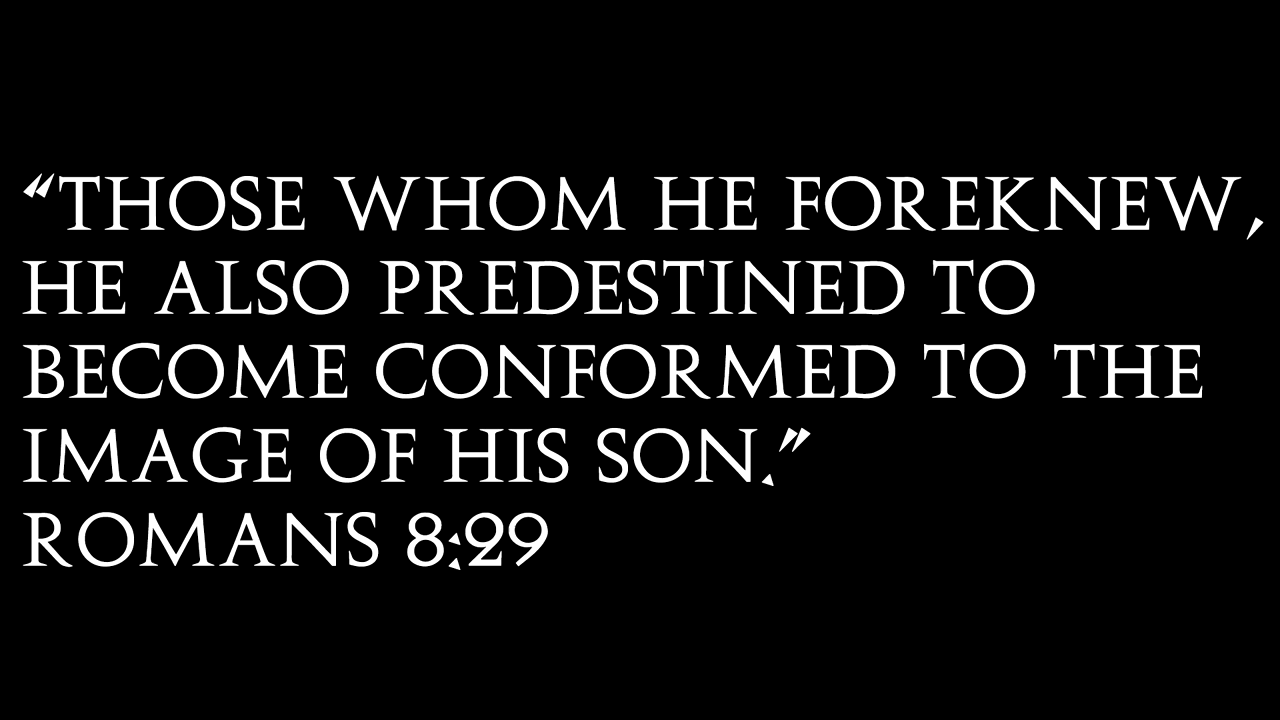 “THOSE WHOM HE FOREKNEW,
HE ALSO PREDESTINED TO
BECOME CONFORMED TO THE
IMAGE OF HIS SON.”
ROMANS 8:29